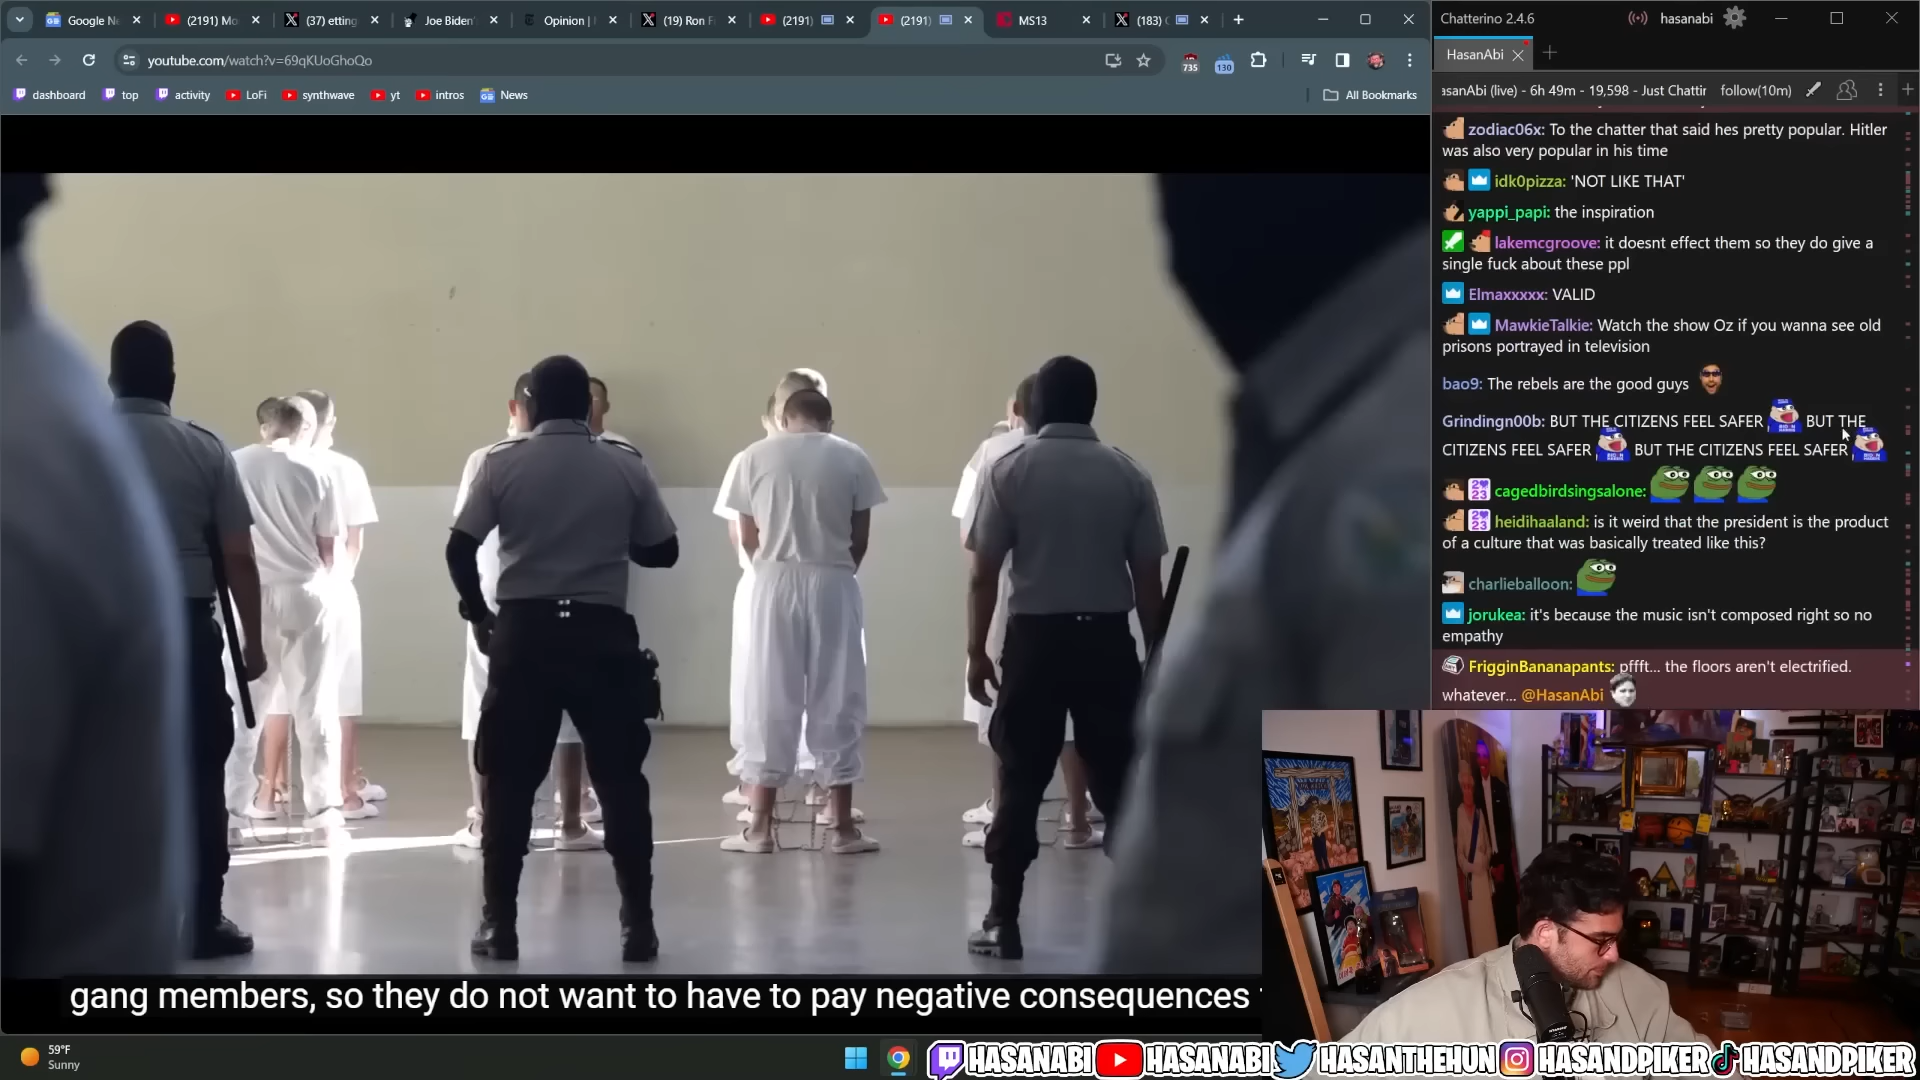 Google Ne
(2191) Mo
(37) etting
Joe Biden'
Opinion |
(19) Ron F
(2191)
(2191)
MS13
(183)
youtube.com/watch?v=69qKUoGhoQo
735
130
dashboard
top
activity
LoFi
synthwave
yt
intros
News
All Bookmarks
gang members, so they do not want to have to pay negative consequences
59°F
Sunny
Chatterino 2.4.6
hasanabi
HasanAbi
asanAbi (live) - 6h 49m - 19,598 - Just Chattir
follow(10m)
zodiac06x: To the chatter that said hes pretty popular. Hitler
was also very popular in his time
idk0pizza: 'NOT LIKE THAT'
yappi_papi: the inspiration
lakemcgroove: it doesnt effect them so they do give a
single fuck about these ppl
Elmaxxxxx: VALID
MawkieTalkie: Watch the show Oz if you wanna see old
prisons portrayed in television
bao9: The rebels are the good guys
Grindingn00b: BUT THE CITIZENS FEEL SAFER BUT THE
CITIZENS FEEL SAFER BUT THE CITIZENS FEEL SAFER
cagedbirdsingsalone:
heidihaaland: is it weird that the president is the product
of a culture that was basically treated like this?
charlieballoon:
jorukea: it's because the music isn't composed right so no
empathy
FrigginBananapants: pffft... the floors aren't electrified.
whatever... @HasanAbi
HASANABI
HASANABI
HASANTHEHUN
HASANDPIKER
HASANDPIKER